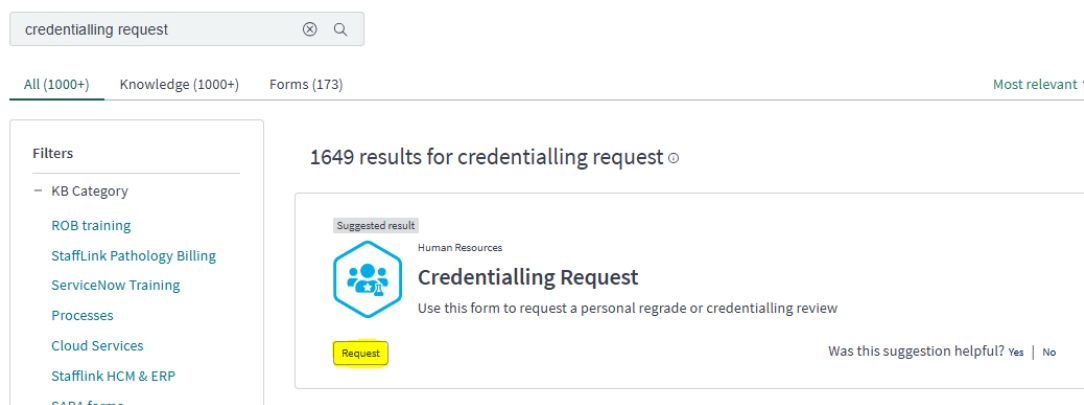 credentialling request
All (1000+) Knowledge (1000+) Forms (173)
Most relevant
Filters
KB Category
ROB training
StaffLink Pathology Billing
ServiceNow Training
Processes
Cloud Services
Stafflink HCM & ERP
1649 results for credentialling request
Suggested result
Human Resources
Credentialling Request
Use this form to request a personal regrade or credentialling review
Request
Was this suggestion helpful? Yes | No